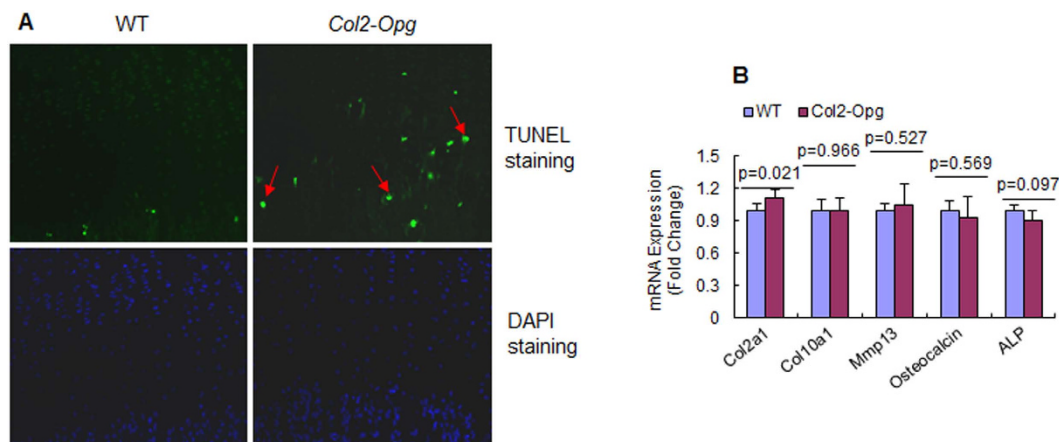 A
WT
Col2-Opg
TUNEL
staining
DAPI
staining
B
WT Col2-Opg
p=0.021
p=0.966
p=0.527
p=0.569
p=0.097
mRNA Expression
(Fold Change)
1.5
1.2
0.9
0.6
0.3
0
Col2a1
Col10a1
Mmp13
Osteocalcin
ALP